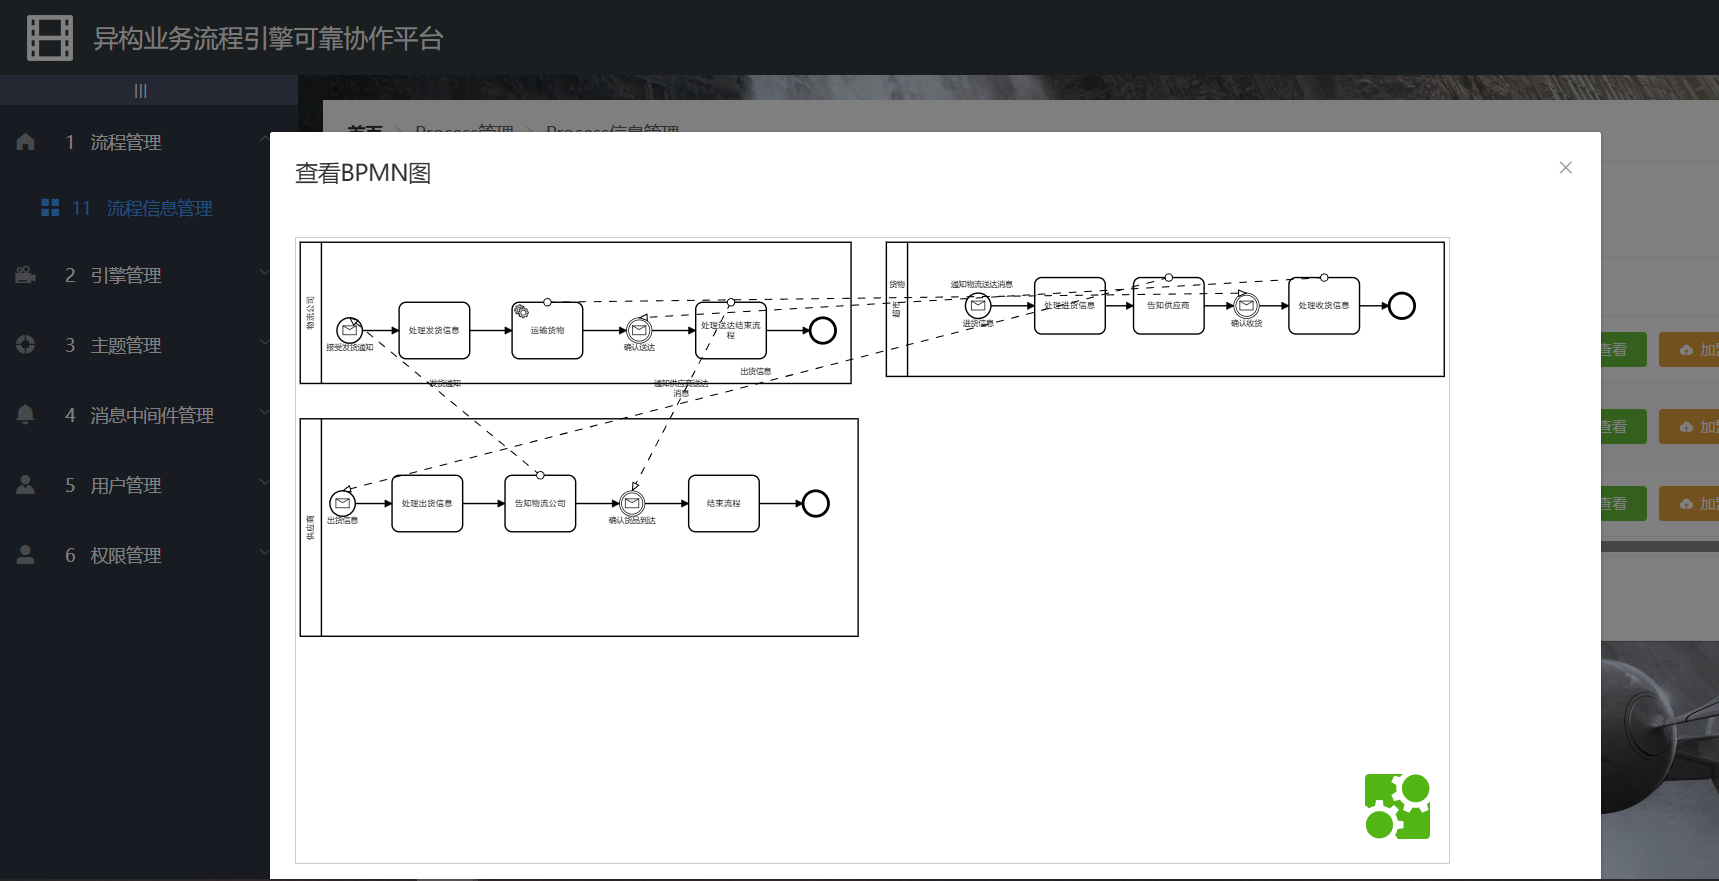 异构业务流程引擎可靠协作平台
|||
1 流程管理
11 流程信息管理
2 引擎管理
3 主题管理
4 消息中间件管理
5 用户管理
6 权限管理
首页 Process管理 Process信息管理
查看BPMN图
物流公司
接受发货通知
处理发货信息
运输货物
确认送达
处理送达结束流
程
发货通知
通知供应商送达
消息
出货信息
货物
超市
通知物流送达消息
进货信息
处理进货信息
告知供应商
确认收货
处理收货信息
供应商
出货信息
处理出货信息
告知物流公司
确认货品到达
结束流程
查看
查看
查看